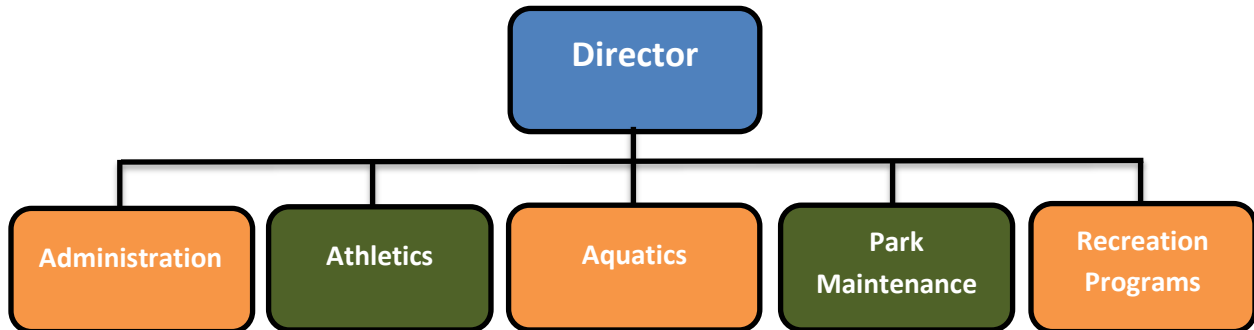 Director
Administration
Athletics
Aquatics
Park
Maintenance
Recreation
Programs